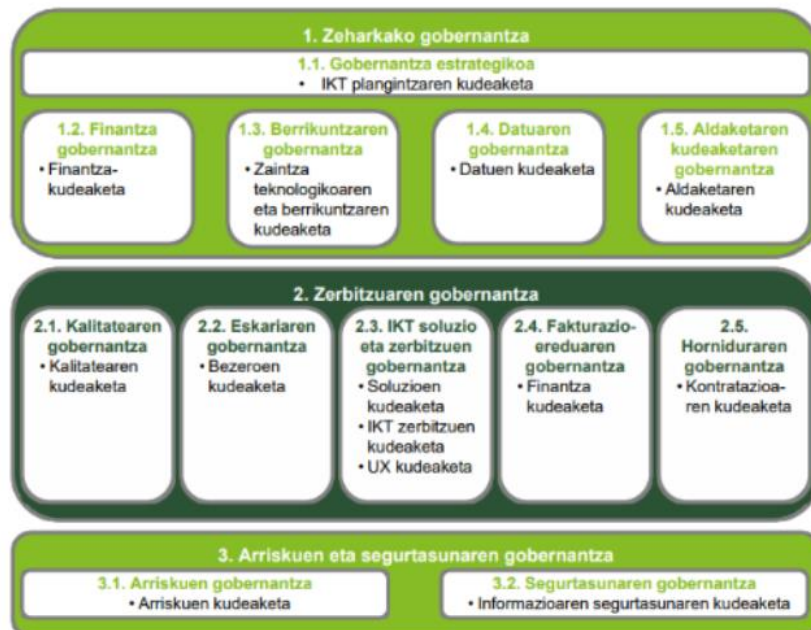 1. Zeharkako gobernantza
1.1. Gobernantza estrategikoa
• IKT plangintzaren kudeaketa
1.2. Finantza
gobernantza
• Finantza-
kudeaketa
1.3. Berrikuntzaren
gobernantza
• Zaintza
teknologikoaren
eta berrikuntzaren
kudeaketa
1.4. Datuaren
gobernantza
• Datuen kudeaketa
1.5. Aldaketaren
kudeaketaren
gobernantza
• Aldaketaren
kudeaketa
2. Zerbitzuaren gobernantza
2.1. Kalitatearen
gobernantza
• Kalitatearen
kudeaketa
2.2. Eskariaren
gobernantza
• Bezeroen
kudeaketa
2.3. IKT soluzio
eta zerbitzuen
gobernantza
• Soluzioen
kudeaketa
• IKT zerbitzuen
kudeaketa
• UX kudeaketa
2.4. Fakturazio-
ereduaren
gobernantza
• Finantza
kudeaketa
2.5.
Horniduraren
gobernantza
• Kontratazioa-
ren kudeaketa
3. Arriskuen eta segurtasunaren gobernantza
3.1. Arriskuen gobernantza
• Arriskuen kudeaketa
3.2. Segurtasunaren gobernantza
• Informazioaren segurtasunaren kudeaketa